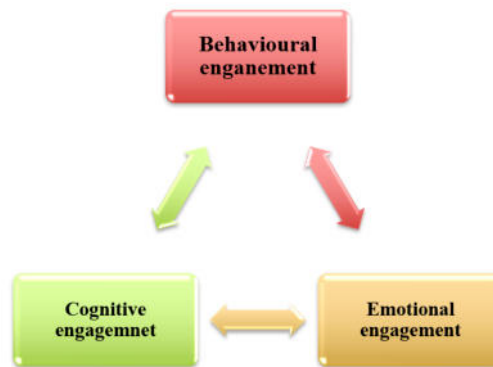 Behavioural
enganement
Cognitive
engagemnet
Emotional
engagement